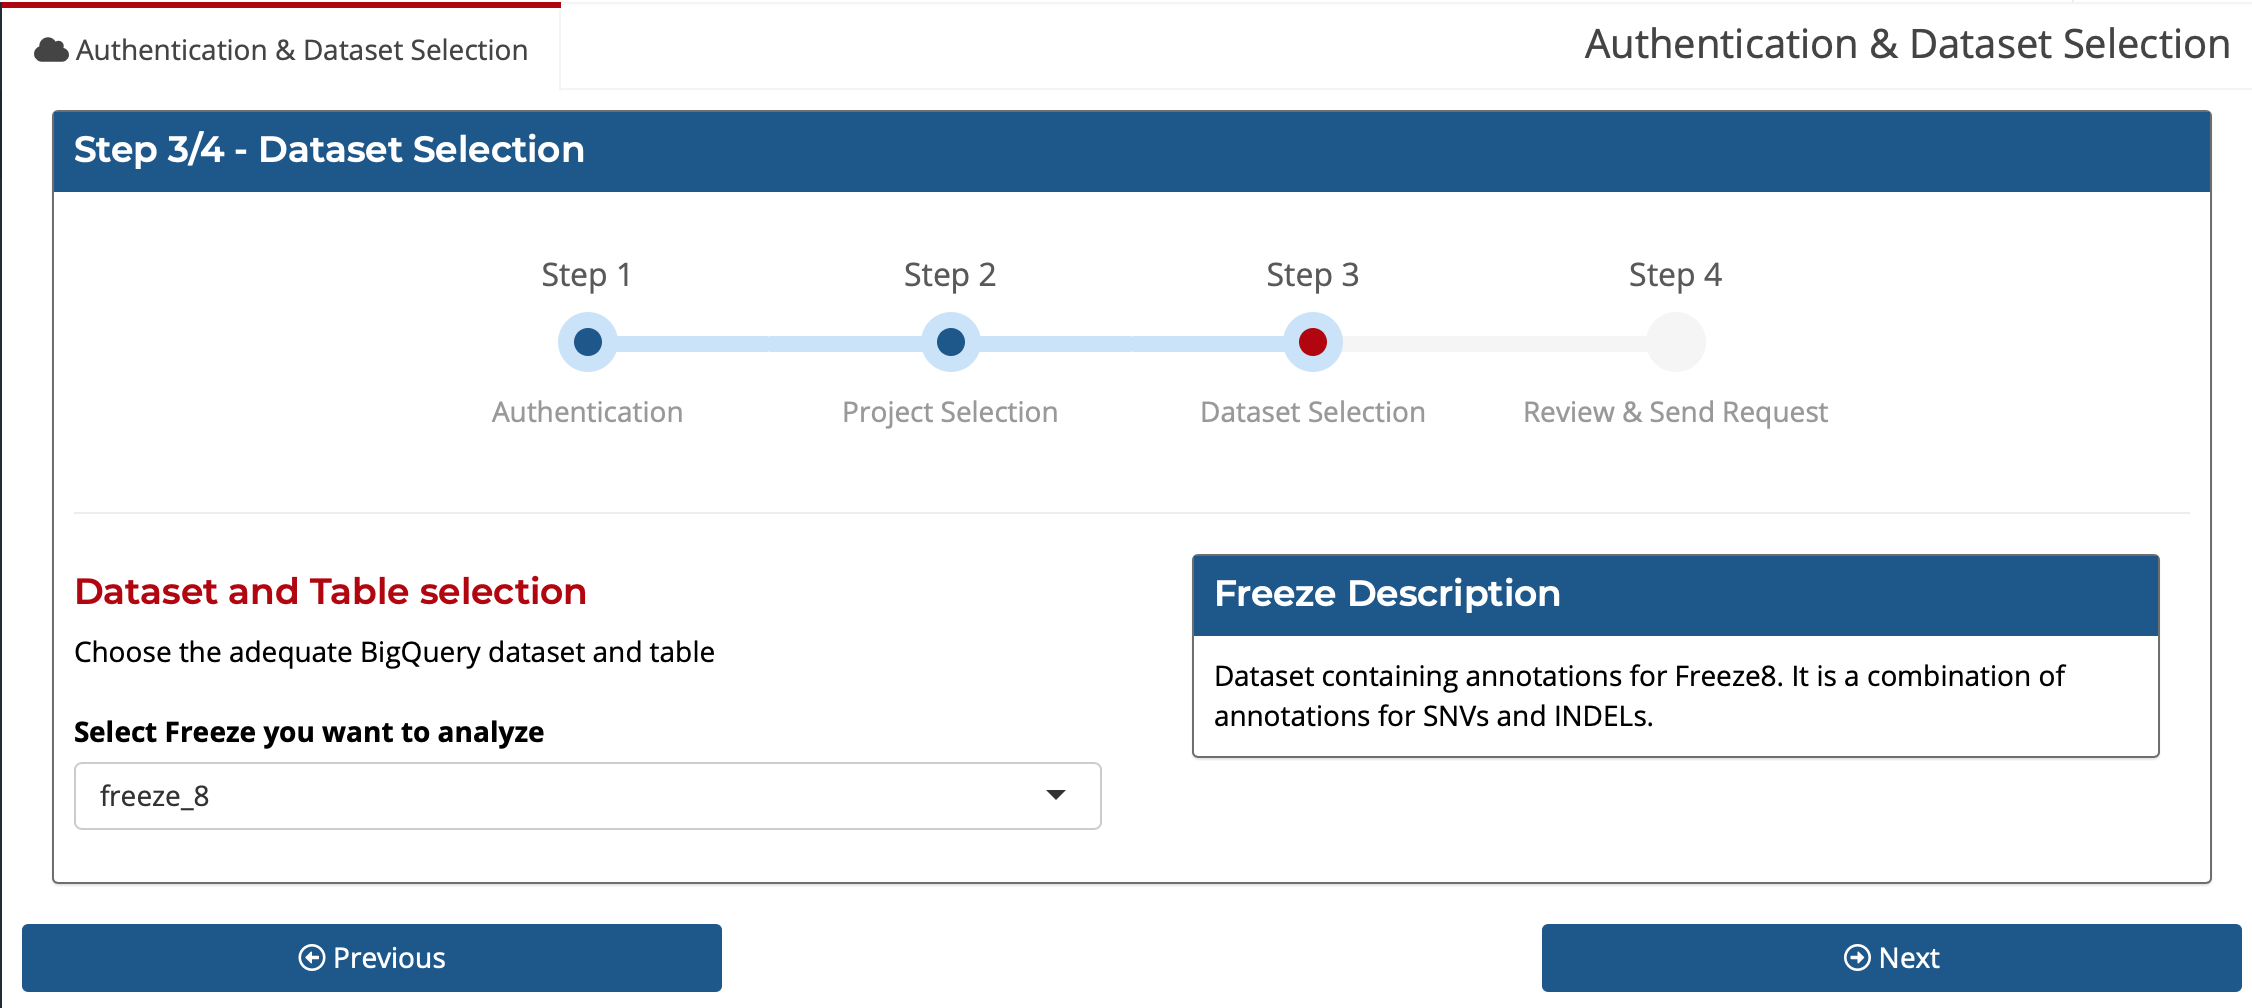 Authentication & Dataset Selection
Authentication & Dataset Selection
Step 3/4 - Dataset Selection
Step 1
Step 2
Step 3
Step 4
Authentication
Project Selection
Dataset Selection
Review & Send Request
Dataset and Table selection
Choose the adequate BigQuery dataset and table
Select Freeze you want to analyze
freeze_8
Freeze Description
Dataset containing annotations for Freeze8. It is a combination of
annotations for SNVs and INDELs.
Previous
Next